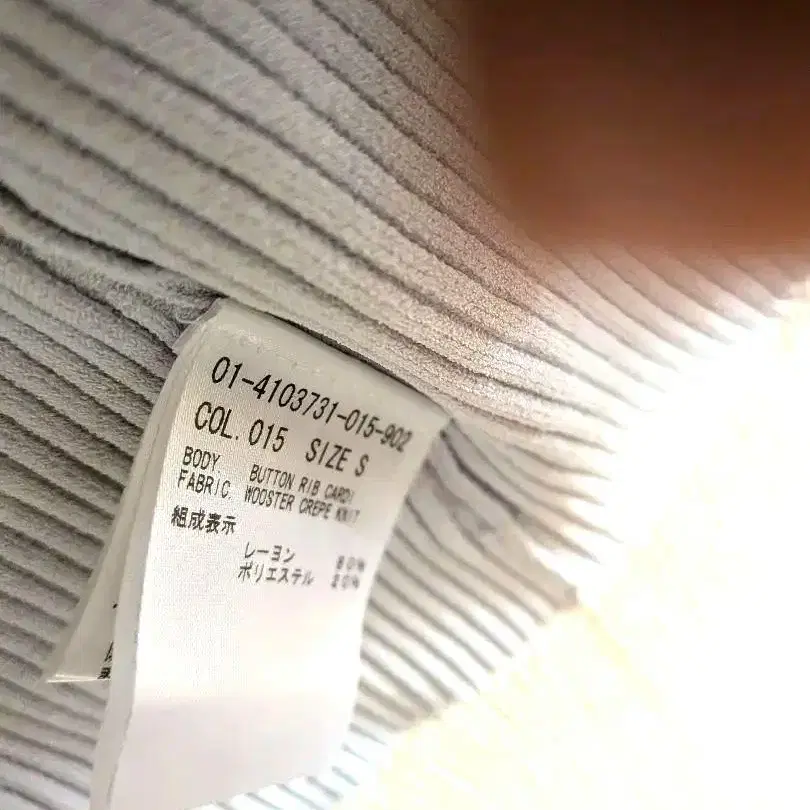 01-4103731-015-902
COL. 015 SIZE S
BODY BUTTON RIB CARDI
FABRIC WOOSTER CREPE KNIT
組成表示
レーヨン 80%
ポリエステル 20%